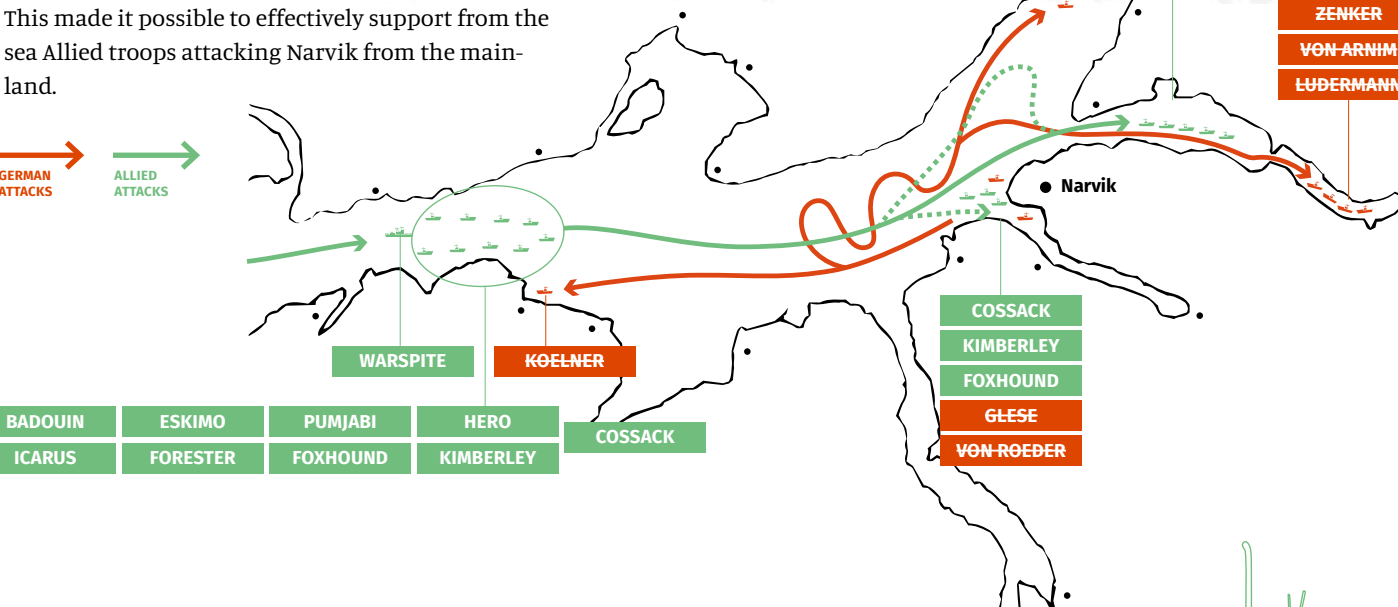 This made it possible to effectively support from the
sea Allied troops attacking Narvik from the main-
land.
GERMAN
ATTACKS
ALLIED
ATTACKS
ZENKER
VON ARNIM
LUDERMANN
Narvik
WARSPITE
KOELNER
BADOUIN
ESKIMO
PUMJABI
HERO
COSSACK
ICARUS
FORESTER
FOXHOUND
KIMBERLEY
COSSACK
KIMBERLEY
FOXHOUND
GLESE
VON ROEDER